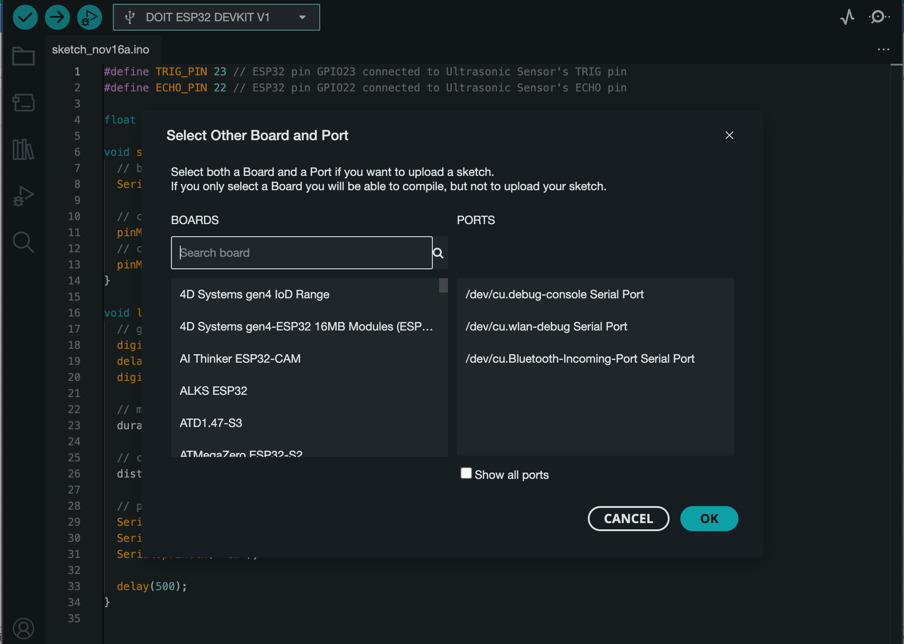 DOIT ESP32 DEVKIT V1
sketch_nov16a.ino
1 #define TRIG_PIN 23 // ESP32 pin GPIO23 connected to Ultrasonic Sensor's TRIG pin
2 #define ECHO_PIN 22 // ESP32 pin GPIO22 connected to Ultrasonic Sensor's ECHO pin
3
4 float
5
6 void s
7 // b
8 Seri
9
10 // c
11 pinM
12 // c
13 pinM
14 }
15
16 void l
17 // g
18 digi
19 dela
20 digi
21
22 // m
23 dura
24
25 // c
26 dist
27
28 // p
29 Seri
30 Seri
31 Seri
32
33 delay(500);
34 }
35
Select Other Board and Port
Select both a Board and a Port if you want to upload a sketch.
If you only select a Board you will be able to compile, but not to upload your sketch.
BOARDS
Search board
4D Systems gen4 IoD Range
4D Systems gen4-ESP32 16MB Modules (ESP...
AI Thinker ESP32-CAM
ALKS ESP32
ATD1.47-S3
ATMegaZero ESP32-S2
PORTS
/dev/cu.debug-console Serial Port
/dev/cu.wlan-debug Serial Port
/dev/cu.Bluetooth-Incoming-Port Serial Port
Show all ports
CANCEL
OK